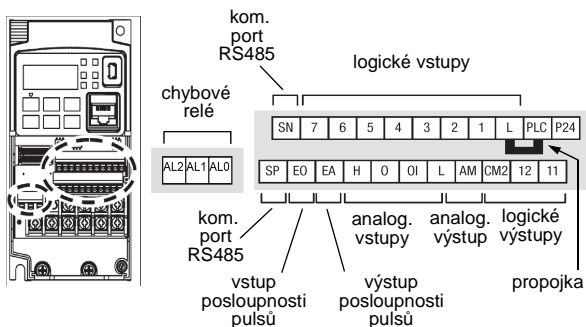 kom.
port
RS485
logické vstupy
chybové
relé
SN 7 6 5 4 3 2 1 L PLC P24
AL2 AL1 AL0
SP EO EA H O OI L AM CM2 12 11
kom.
port
RS485
analog.
vstupy
analog.
výstup
logické
výstupy
vstup
posloupnosti
pulsů
výstup
posloupnosti
pulsů
propojka